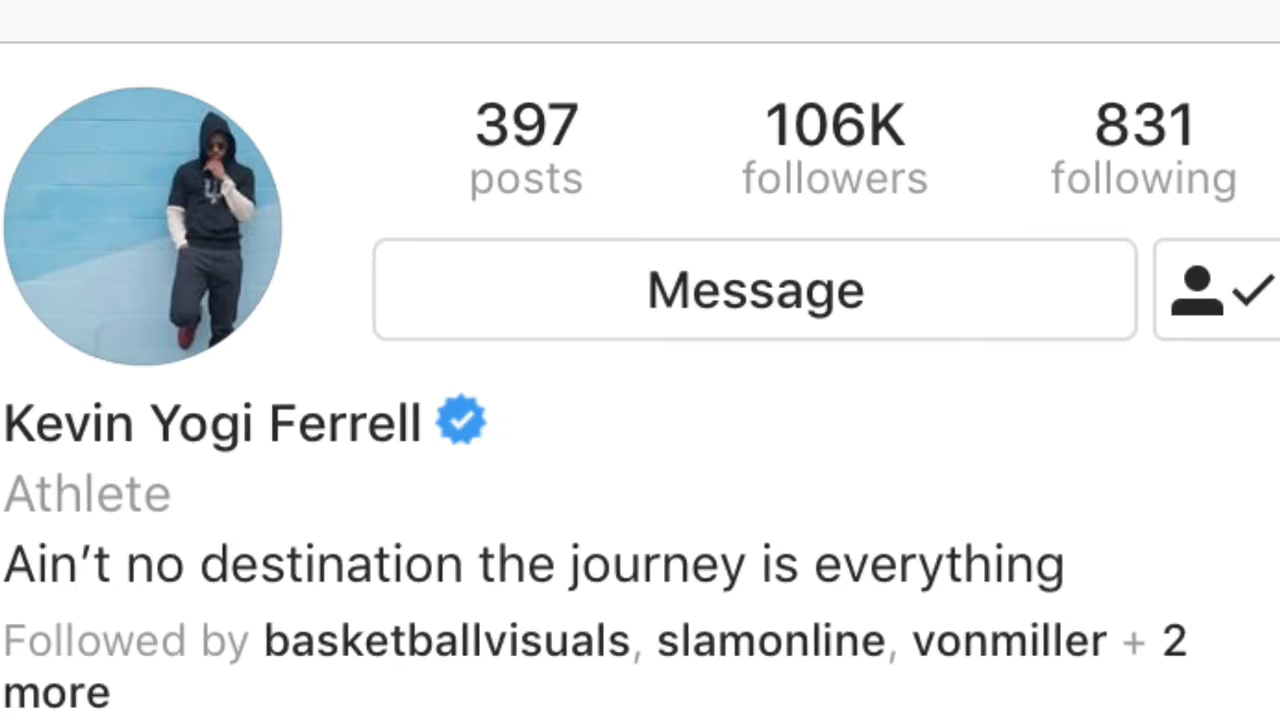 397 106K 831
posts followers following
Message
Kevin Yogi Ferrell
Athlete
Ain’t no destination the journey is everything
Followed by basketballvisuals, slamonline, vonmiller + 2
more